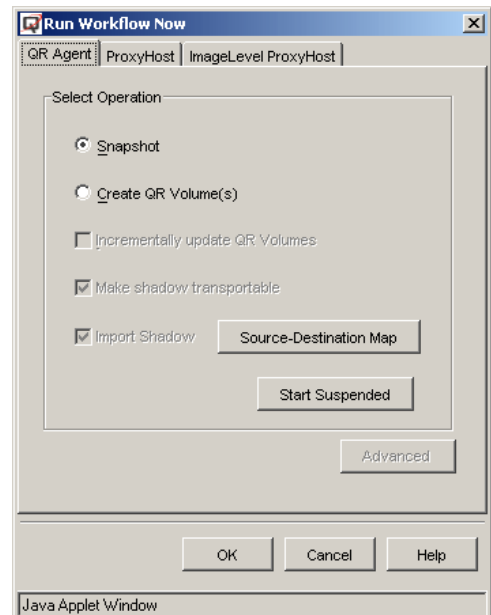 Run Workflow Now
QR Agent ProxyHost ImageLevel ProxyHost
Select Operation
Snapshot
Create QR Volume(s)
Incrementally update QR Volumes
Make shadow transportable
Import Shadow Source-Destination Map
Start Suspended
Advanced
OK Cancel Help
Java Applet Window